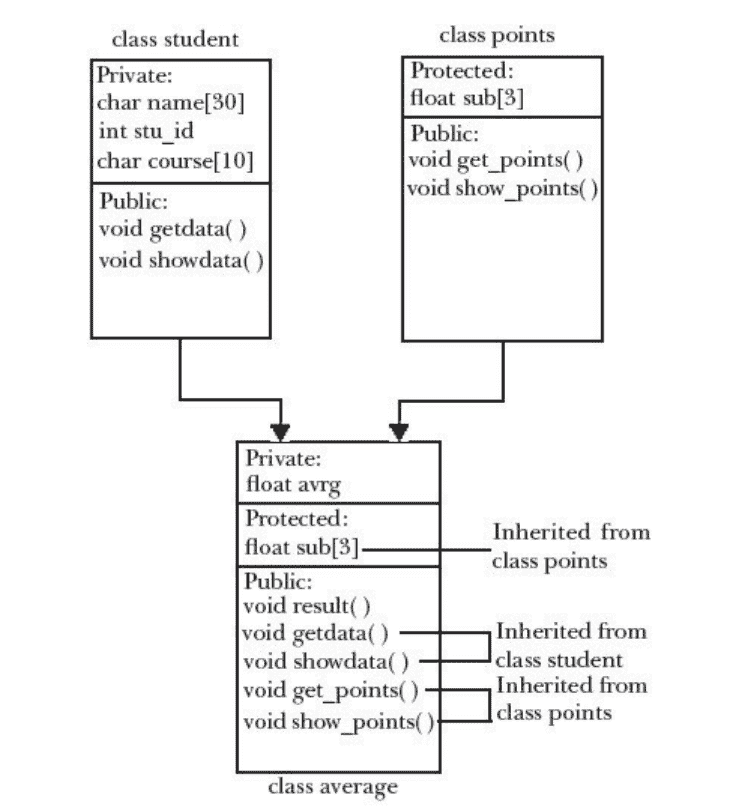 class student
Private:
char name[30]
int stu_id
char course[10]
Public:
void getdata( )
void showdata( )
class points
Protected:
float sub[3]
Public:
void get_points( )
void show_points( )
Private:
float avrg
Protected:
float sub[3]
Inherited from
class points
Public:
void result( )
void getdata( )
void showdata( )
Inherited from
class student
void get_points( )
void show_points( )
Inherited from
class points
class average